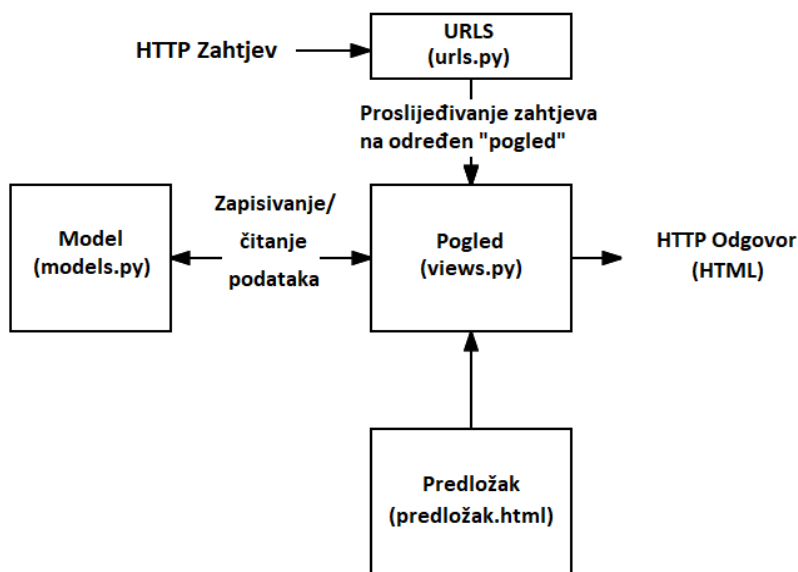 HTTP Zahtjev
URLS
(urls.py)
Proslijeđivanje zahtjeva
na određen "pogled"
Model
(models.py)
Zapisivanje/
čitanje
podataka
Pogled
(views.py)
HTTP Odgovor
(HTML)
Predložak
(predložak.html)